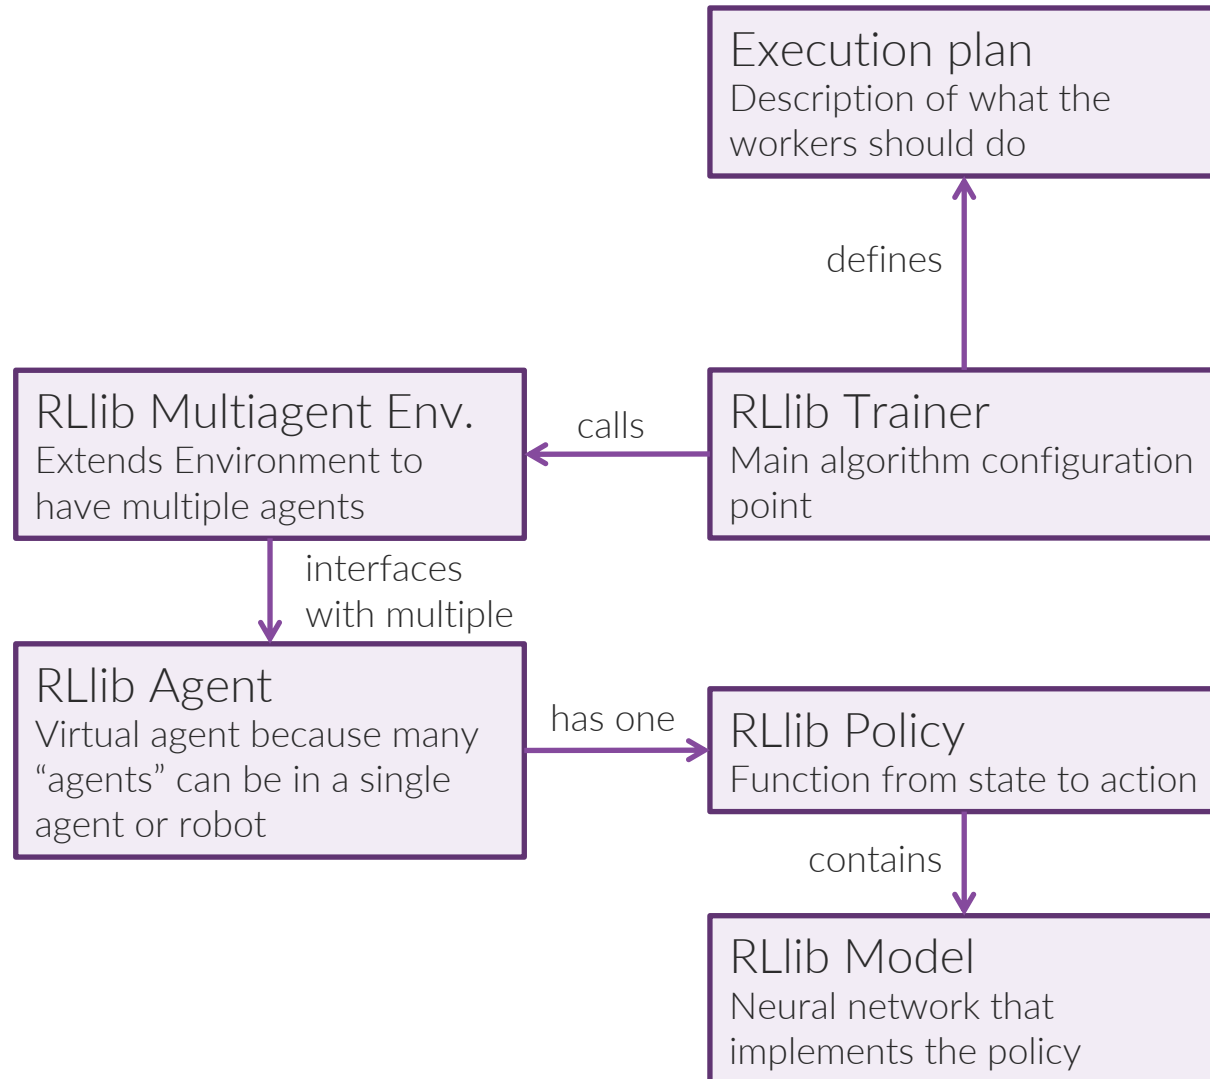 Execution plan
Description of what the
workers should do
defines
RLlib Multiagent Env.
Extends Environment to
have multiple agents
calls
RLlib Trainer
Main algorithm configuration
point
interfaces
with multiple
RLlib Agent
Virtual agent because many
“agents” can be in a single
agent or robot
has one
RLlib Policy
Function from state to action
contains
RLlib Model
Neural network that
implements the policy